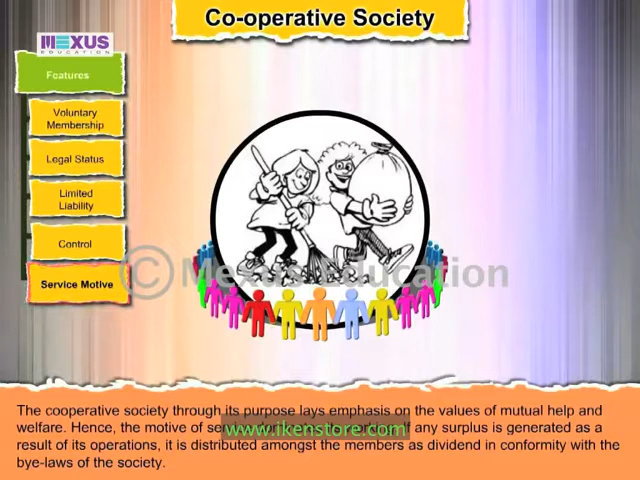 Co-operative Society
MEXUS
EDUCATION
Features
Voluntary
Membership
Legal Status
Limited
Liability
Control
Service Motive
© Mexus Education
The cooperative society through its purpose lays emphasis on the values of mutual help and
welfare. Hence, the motive of any surplus is generated as a
www.ikenstore.com
result of its operations, it is distributed amongst the members as dividend in conformity with the
bye-laws of the society.